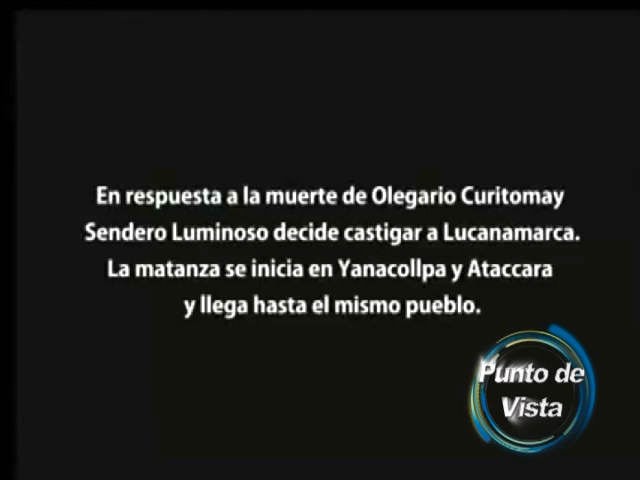 En respuesta a la muerte de Olegario Curitomay
Sendero Luminoso decide castigar a Lucanamarca.
La matanza se inicia en Yanacollpa y Ataccara
y llega hasta el mismo pueblo.
Punto de
Vista